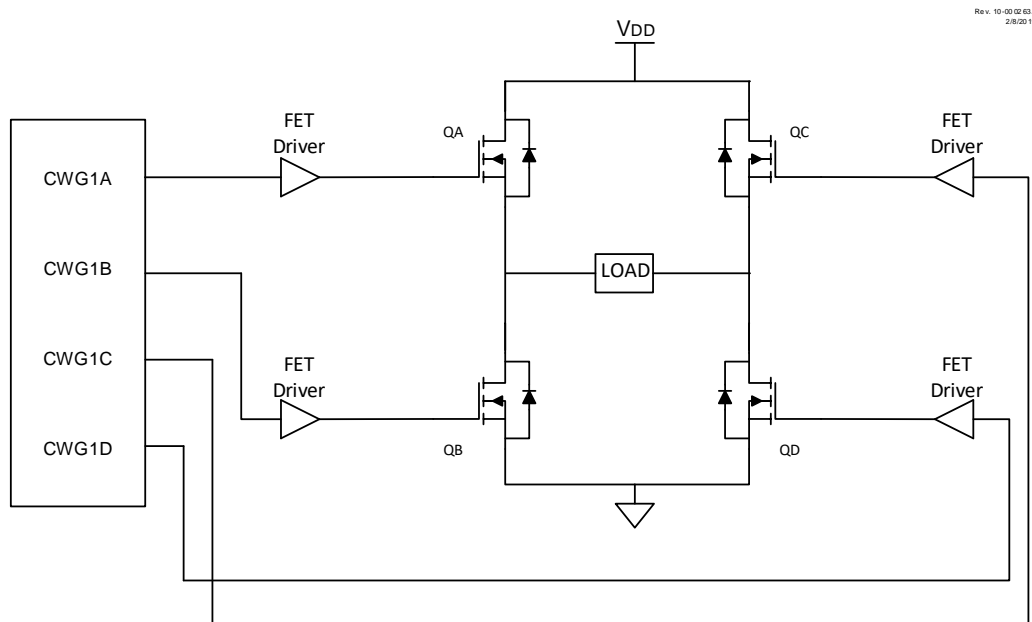 Rev. 10-000263
2/8/201
VDD
FET
Driver
QA
QC
FET
Driver
CWG1A
CWG1B
LOAD
CWG1C
FET
Driver
FET
Driver
CWG1D
QB
QD